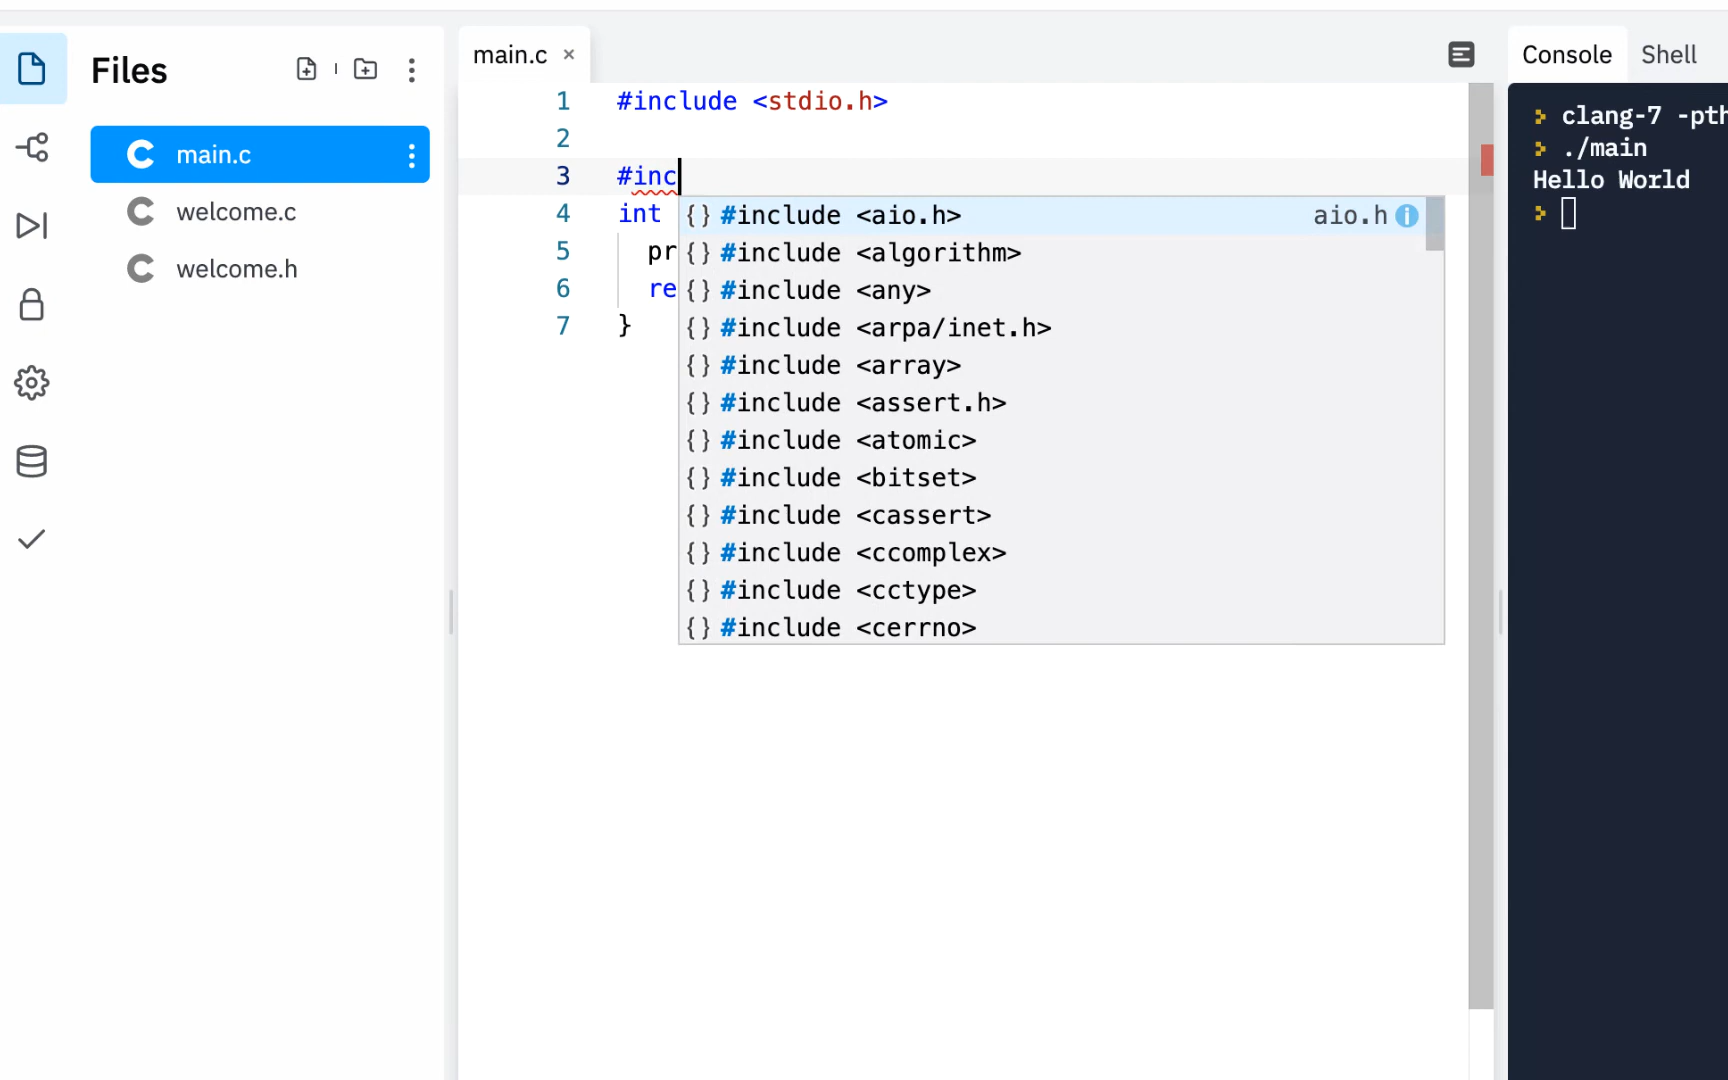 Files
main.c
welcome.c
welcome.h
main.c ×
1 #include <stdio.h>
2
3 #inc
4 int
5 pr
6 re
7 }
{} #include <aio.h> aio.h
{} #include <algorithm>
{} #include <any>
{} #include <arpa/inet.h>
{} #include <array>
{} #include <assert.h>
{} #include <atomic>
{} #include <bitset>
{} #include <cassert>
{} #include <ccomplex>
{} #include <cctype>
{} #include <cerrno>
Console Shell
clang-7 -pth
./main
Hello World